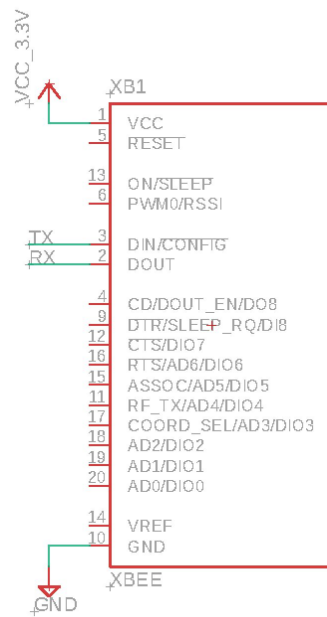 VCC_3.3V
XB1
1 VCC
5 RESET
13 ON/SLEEP
6 PWM0/RSSI
TX 3 DIN/CONFIG
RX 2 DOUT
4 CD/DOUT_EN/DO8
9 DTR/SLEEP_RQ/DI8
12 CTS/DIO7
16 RTS/AD6/DIO6
15 ASSOC/AD5/DIO5
11 RF_TX/AD4/DIO4
17 COORD_SEL/AD3/DIO3
18 AD2/DIO2
19 AD1/DIO1
20 AD0/DIO0
14 VREF
10 GND
XBEE
GND